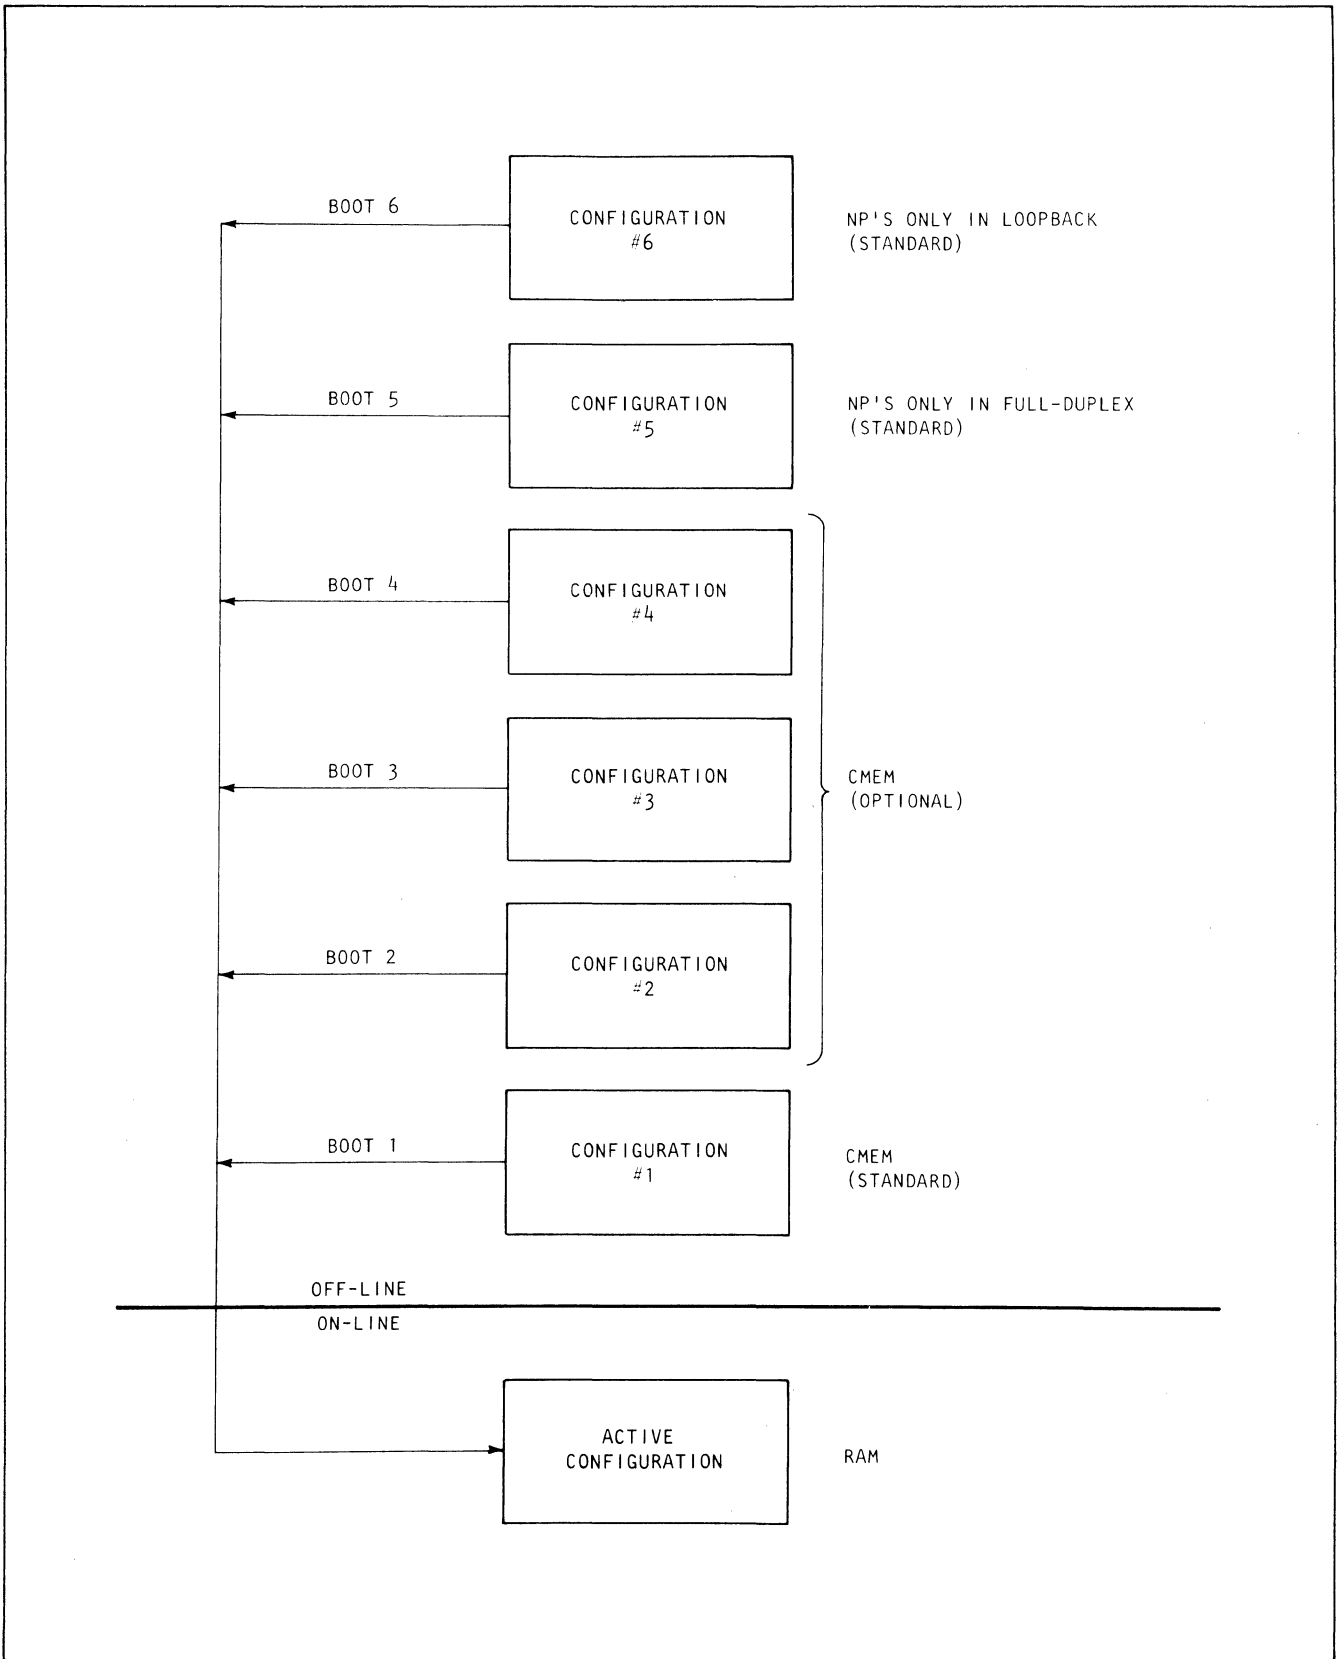 BOOT 6
CONFIGURATION
#6
NP'S ONLY IN LOOPBACK
(STANDARD)
BOOT 5
CONFIGURATION
#5
NP'S ONLY IN FULL-DUPLEX
(STANDARD)
BOOT 4
CONFIGURATION
#4
BOOT 3
CONFIGURATION
#3
CMEM
(OPTIONAL)
BOOT 2
CONFIGURATION
#2
BOOT 1
CONFIGURATION
#1
CMEM
(STANDARD)
OFF-LINE
ON-LINE
ACTIVE
CONFIGURATION
RAM